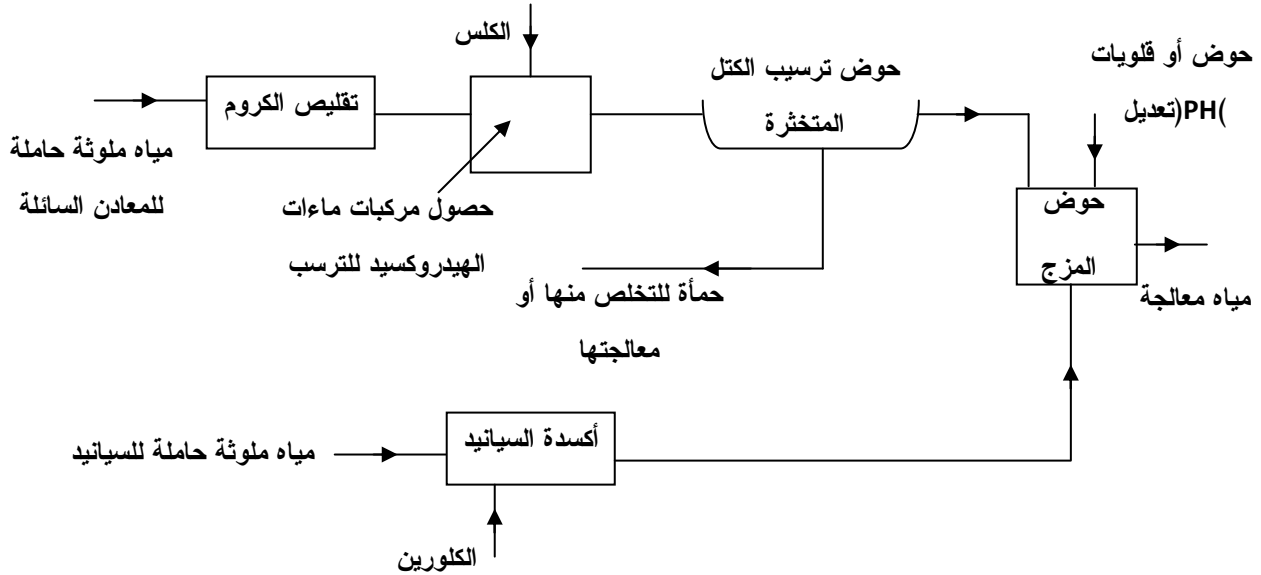 الكلس
حوض أو قلويات
)PH(تعديل
حوض ترسيب الكتل
المتخثرة
تقليص الكروم
مياه ملوثة حاملة
للمعادن السائلة
حصول مركبات ماءات
الهيدروكسيد للترسب
حوض
المزج
مياه معالجة
حمأة للتخلص منها أو
معالجتها
أكسدة السيانيد
مياه ملوثة حاملة للسيانيد
الكلورين